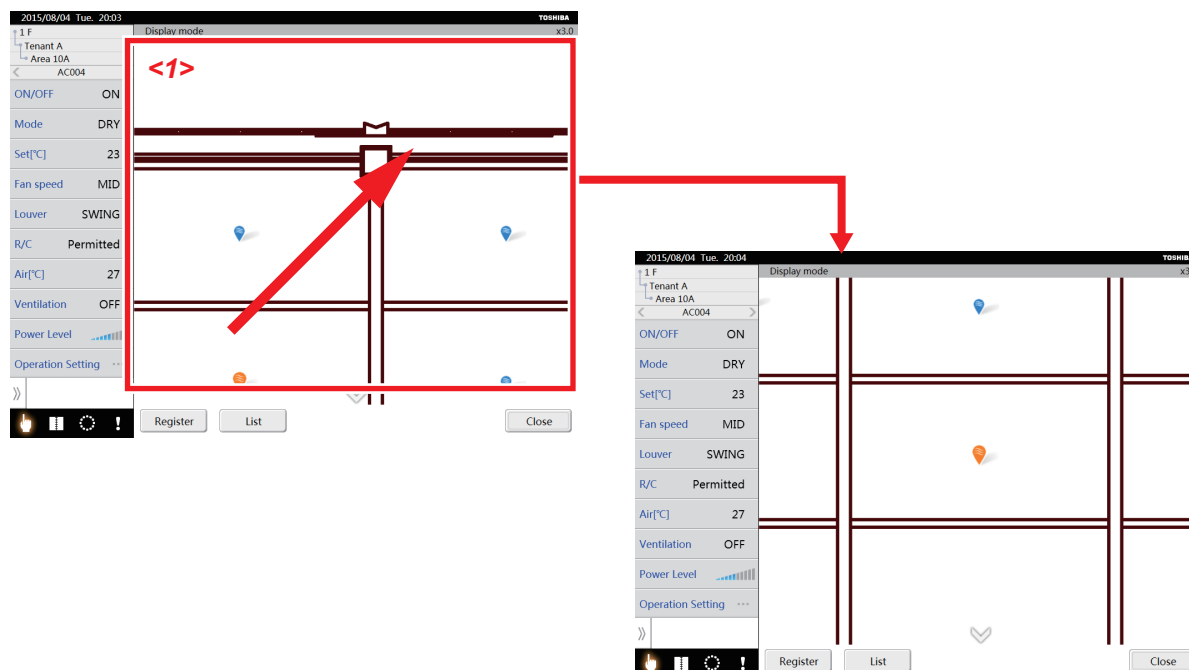 2015/08/04 Tue. 20:03 TOSHIBA
1 F
Tenant A
Area 10A
AC004
Display mode x3.0
<1>
ON/OFF ON
Mode DRY
Set[℃] 23
Fan speed MID
Louver SWING
R/C Permitted
Air[℃] 27
Ventilation OFF
Power Level
Operation Setting
Register List Close
2015/08/04 Tue. 20:04 TOSHIBA
1 F
Tenant A
Area 10A
AC004
Display mode x3
ON/OFF ON
Mode DRY
Set[℃] 23
Fan speed MID
Louver SWING
R/C Permitted
Air[℃] 27
Ventilation OFF
Power Level
Operation Setting
Register List Close